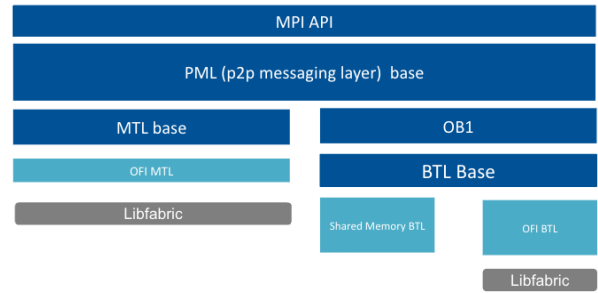 MPI API
PML (p2p messaging layer) base
MTL base
OB1
OFI MTL
BTL Base
Libfabric
Shared Memory BTL
OFI BTL
Libfabric